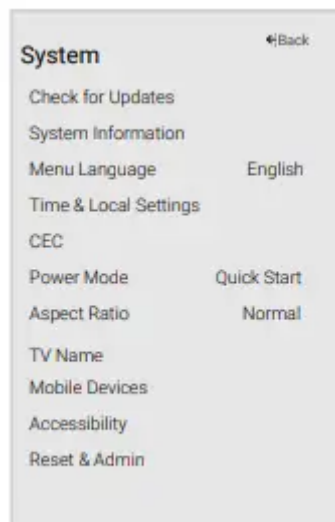 Back
System
Check for Updates
System Information
Menu Language English
Time & Local Settings
CEC
Power Mode Quick Start
Aspect Ratio Normal
TV Name
Mobile Devices
Accessibility
Reset & Admin